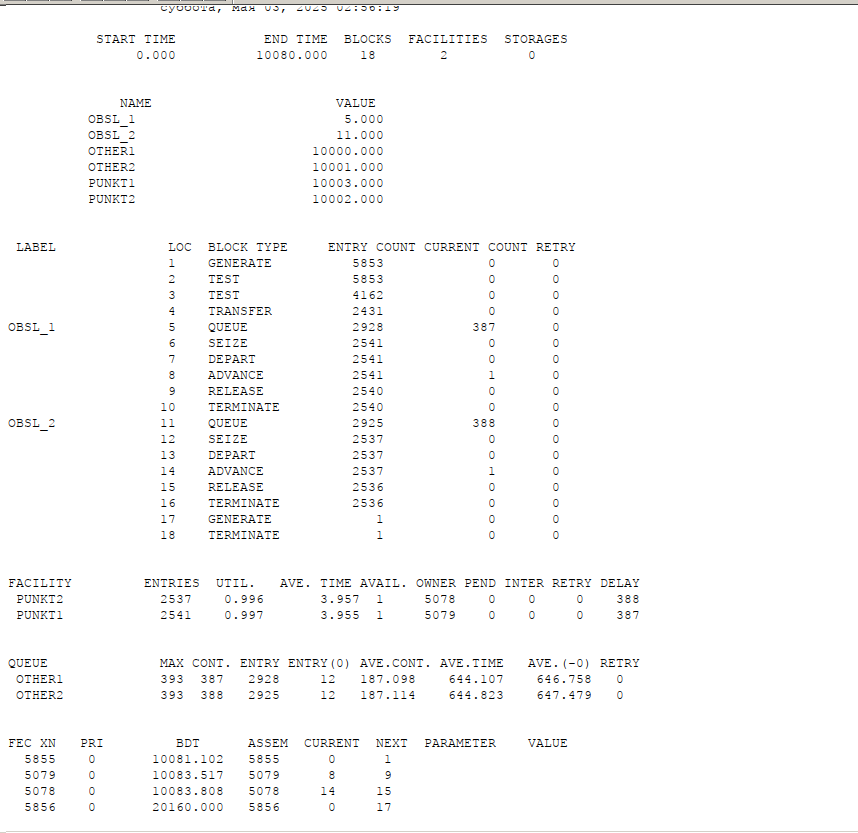 суббота, мая 03, 2025 02:56:19
START TIME END TIME BLOCKS FACILITIES STORAGES
0.000 10080.000 18 2 0
NAME VALUE
OBSL_1 5.000
OBSL_2 11.000
OTHER1 10000.000
OTHER2 10001.000
PUNKT1 10003.000
PUNKT2 10002.000
LABEL LOC BLOCK TYPE ENTRY COUNT CURRENT COUNT RETRY
1 GENERATE 5853 0 0
2 TEST 5853 0 0
3 TEST 4162 0 0
4 TRANSFER 2431 0 0
OBSL_1 5 QUEUE 2928 387 0
6 SEIZE 2541 0 0
7 DEPART 2541 0 0
8 ADVANCE 2541 1 0
9 RELEASE 2540 0 0
10 TERMINATE 2540 0 0
OBSL_2 11 QUEUE 2925 388 0
12 SEIZE 2537 0 0
13 DEPART 2537 0 0
14 ADVANCE 2537 1 0
15 RELEASE 2536 0 0
16 TERMINATE 2536 0 0
17 GENERATE 1 0 0
18 TERMINATE 1 0 0
FACILITY ENTRIES UTIL. AVE. TIME AVAIL. OWNER PEND INTER RETRY DELAY
PUNKT2 2537 0.996 3.957 1 5078 0 0 0 388
PUNKT1 2541 0.997 3.955 1 5079 0 0 0 387
QUEUE MAX CONT. ENTRY ENTRY(0) AVE.CONT. AVE.TIME AVE.(-0) RETRY
OTHER1 393 387 2928 12 187.098 644.107 646.758 0
OTHER2 393 388 2925 12 187.114 644.823 647.479 0
FEC XN PRI BDT ASSEM CURRENT NEXT PARAMETER VALUE
5855 0 10081.102 5855 0 1
5079 0 10083.517 5079 8 9
5078 0 10083.808 5078 14 15
5856 0 20160.000 5856 0 17